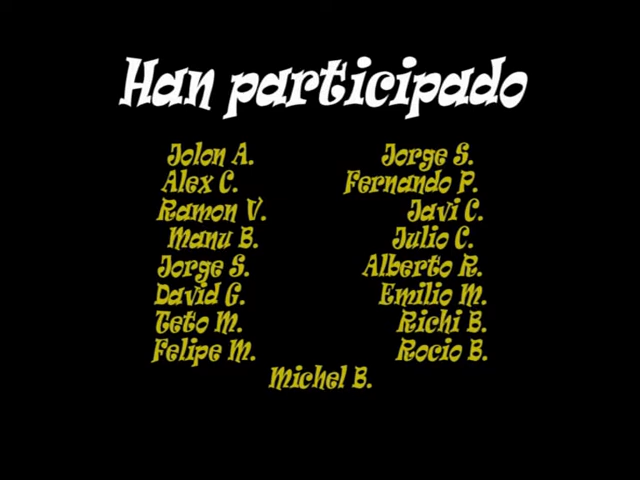 Han participado
Jolon A. Jorge S.
Alex C. Fernando P.
Ramon V. Javi C.
Manu B. Julio C.
Jorge S. Alberto R.
David G. Emilio M.
Teto M. Richi B.
Felipe M. Rocio B.
Michel B.